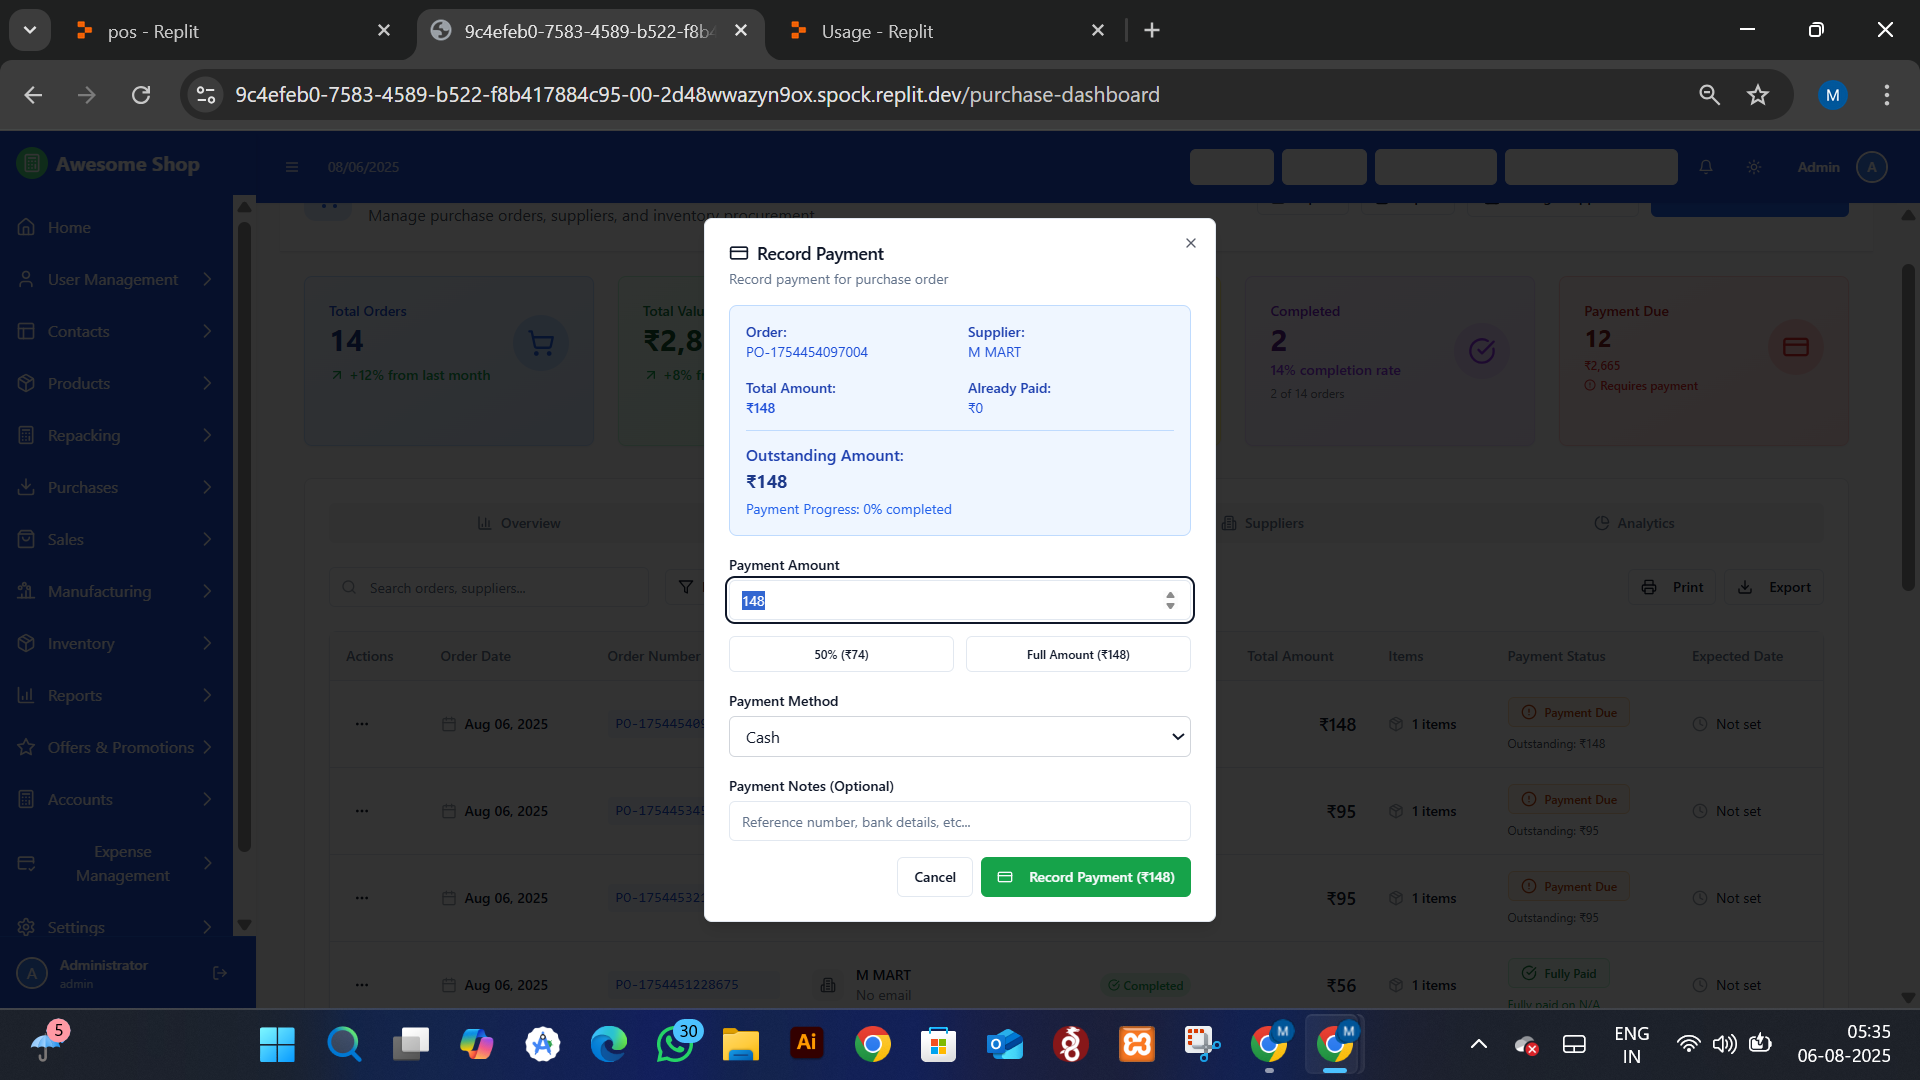 pos - Replit
9c4efeb0-7583-4589-b522-f8b4
Usage - Replit
9c4efeb0-7583-4589-b522-f8b417884c95-00-2d48wwazyn9ox.spock.replit.dev/purchase-dashboard
M
Awesome Shop
08/06/2025
Admin
A
Manage purchase orders, suppliers, and inventory procurement
Home
User Management
Contacts
Products
Repacking
Purchases
Sales
Manufacturing
Inventory
Reports
Offers & Promotions
Accounts
Expense
Management
Settings
A
Administrator
admin
Total Orders
14
+12% from last month
Total Valu
₹2,8
+8% f
Completed
2
14% completion rate
2 of 14 orders
Payment Due
12
₹2,665
Requires payment
Overview
Suppliers
Analytics
Search orders, suppliers...
Print
Export
Actions
Order Date
Order Number
Total Amount
Items
Payment Status
Expected Date
Aug 06, 2025
PO-175445409
₹148
1 items
Payment Due
Outstanding: ₹148
Not set
Aug 06, 2025
PO-175445345
₹95
1 items
Payment Due
Outstanding: ₹95
Not set
Aug 06, 2025
PO-175445321
₹95
1 items
Payment Due
Outstanding: ₹95
Not set
Aug 06, 2025
PO-1754451228675
M MART
No email
Completed
₹56
1 items
Fully Paid
Fully paid on N/A
Not set
Record Payment
Record payment for purchase order
Order:
PO-1754454097004
Supplier:
M MART
Total Amount:
₹148
Already Paid:
₹0
Outstanding Amount:
₹148
Payment Progress: 0% completed
Payment Amount
148
50% (₹74)
Full Amount (₹148)
Payment Method
Cash
Payment Notes (Optional)
Reference number, bank details, etc...
Cancel
Record Payment (₹148)
5
30
Ai
M
M
ENG
IN
05:35
06-08-2025